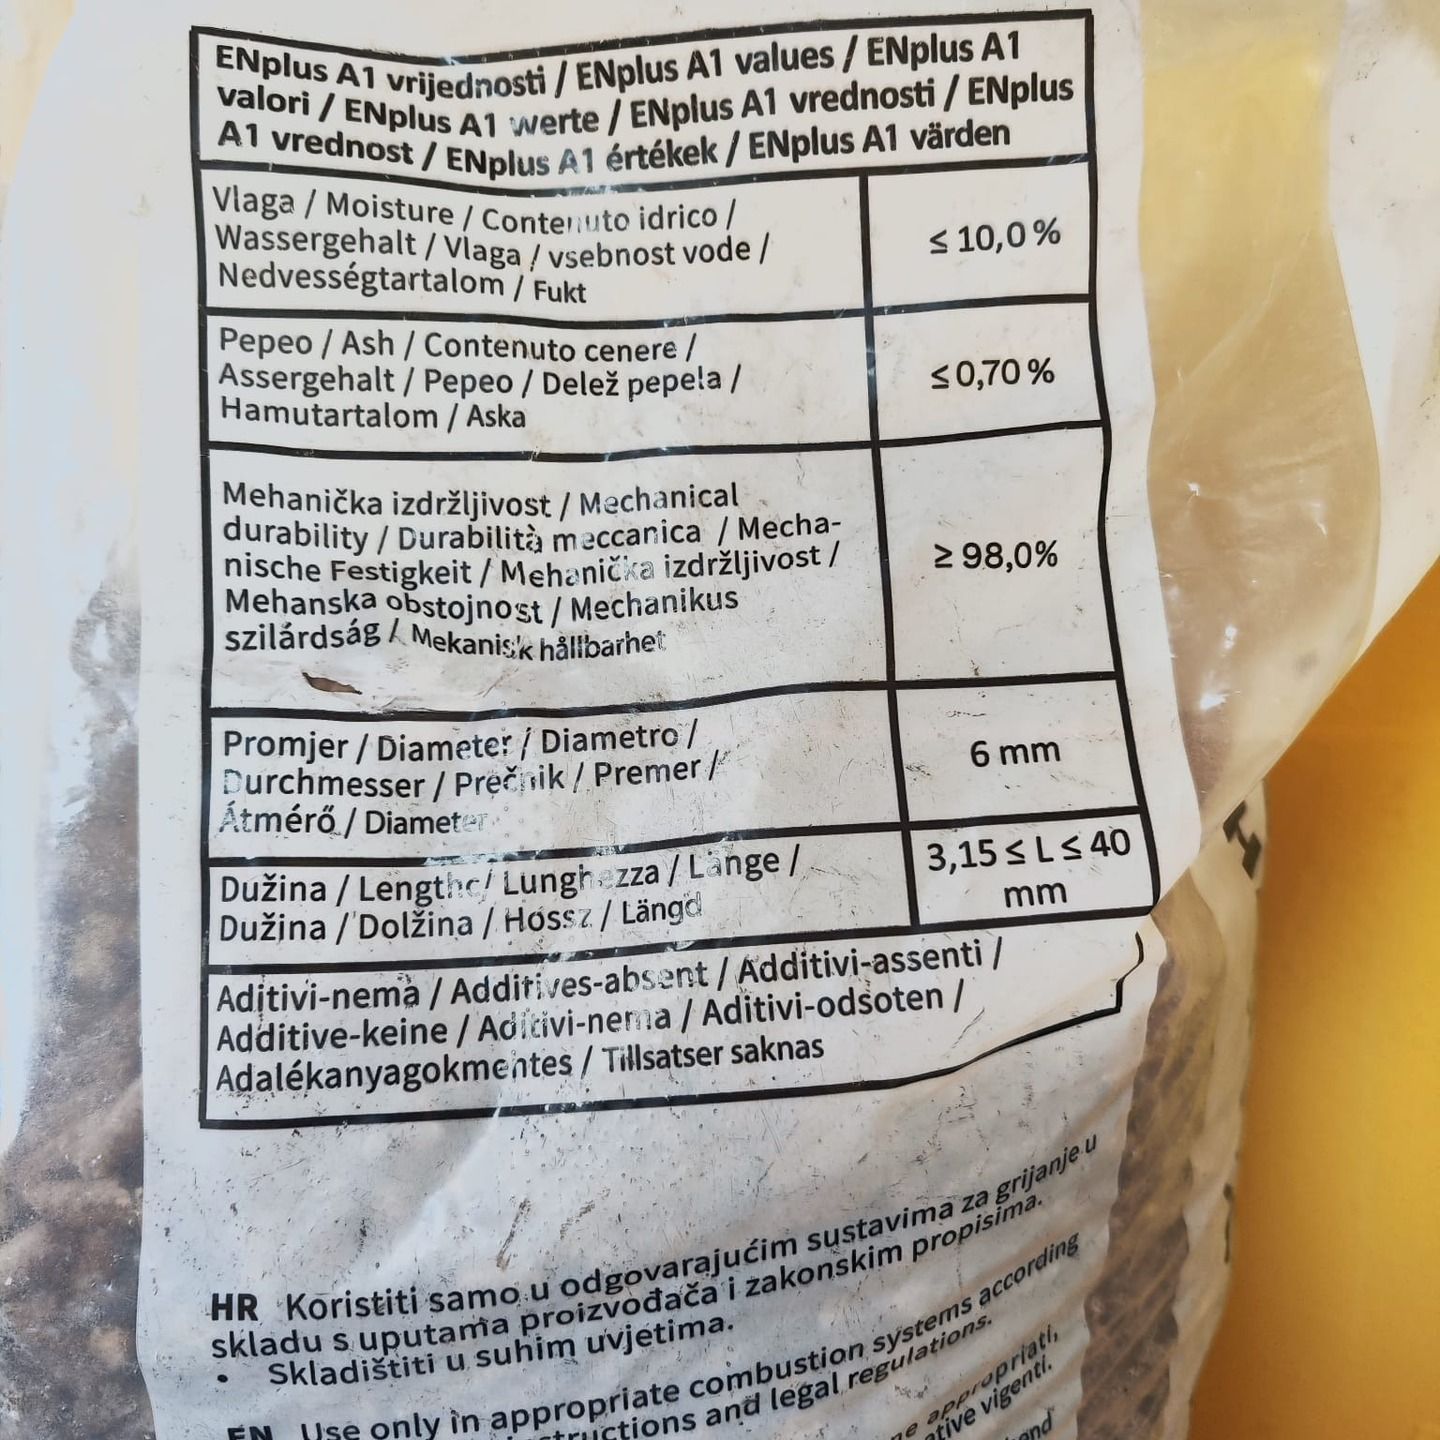 ENplus A1 vrijednosti / ENplus A1 values / ENplus A1
valori / ENplus A1 werte / ENplus A1 vrednosti / ENplus
A1 vrednost / ENplus A1 értékek / ENplus A1 värden
Vlaga / Moisture / Contenuto idrico /
Wassergehalt / Vlaga / vsebnost vode /
Nedvességtartalom / Fukt
≤ 10,0 %
Pepeo / Ash / Contenuto cenere /
Assergehalt / Pepeo / Delež pepela /
Hamutartalom / Aska
≤ 0,70 %
Mehanička izdržljivost / Mechanical
durability / Durabilità meccanica / Mecha-
nische Festigkeit / Mehanička izdržljivost /
Mehanska obstojnost / Mechanikus
szilárdság / Mekanisk hållbarhet
≥ 98,0%
Promjer / Diameter / Diametro /
Durchmesser / Prečnik / Premer /
Átmérő / Diameter
6 mm
Dužina / Lengthc/ Lunghezza / Länge /
Dužina / Dolžina / Hossz / Längd
3,15 ≤ L ≤ 40
mm
Aditivi-nema / Additives-absent / Additivi-assenti /
Additive-keine / Aditivi-nema / Aditivi-odsoten /
Adalékanyagokmentes / Tillsatser saknas
HR Koristiti samo u odgovarajućim sustavima za grijanje u
skladu s uputama proizvođača i zakonskim propisima.
• Skladištiti u suhim uvjetima.
EN Use only in appropriate combustion systems according
and legal regulations.
appropriati,
vigenti.